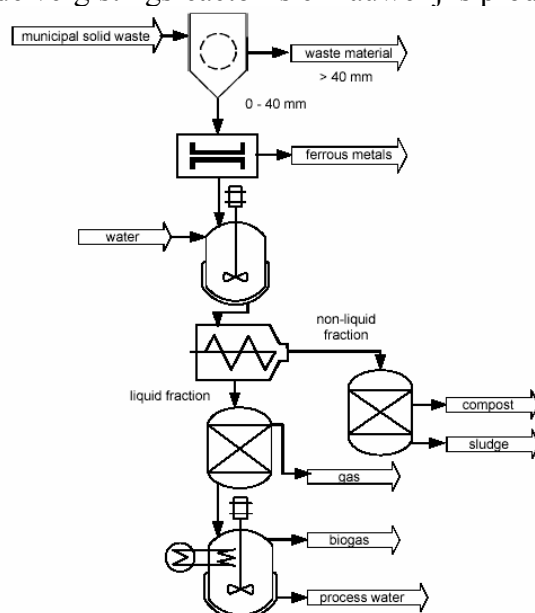 municipal solid waste
waste material
> 40 mm
0 - 40 mm
ferrous metals
water
non-liquid
fraction
liquid fraction
compost
sludge
gas
biogas
process water